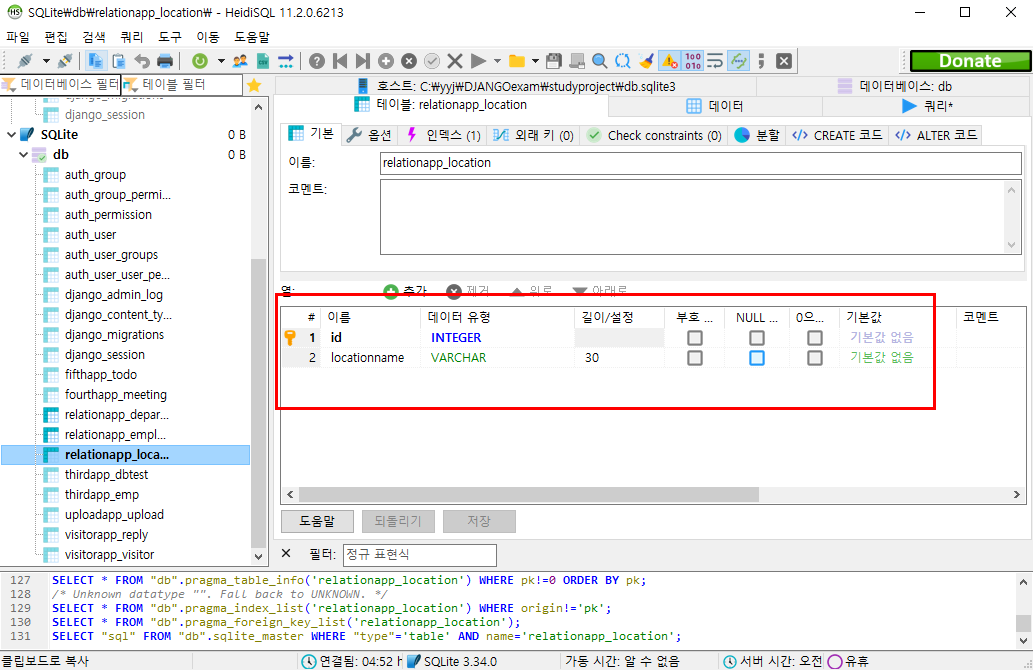 SQLite₩db₩relationapp_location₩ - HeidiSQL 11.2.0.6213
파일 편집 검색 쿼리 도구 이동 도움말
Donate
데이터베이스 필터 테이블 필터
호스트: C:₩yyj₩DJANGOexam₩studyproject₩db.sqlite3 데이터베이스: db
테이블: relationapp_location 데이터 쿼리*
django_session
SQLite 0 B
db 0 B
auth_group
auth_group_permi...
auth_permission
auth_user
auth_user_groups
auth_user_user_pe...
django_admin_log
django_content_ty...
django_migrations
django_session
fifthapp_todo
fourthapp_meeting
relationapp_depar...
relationapp_empl...
relationapp_loca...
thirdapp_dbtest
thirdapp_emp
uploadapp_upload
visitorapp_reply
visitorapp_visitor
기본 옵션 인덱스 (1) 외래 키 (0) Check constraints (0) 분할 CREATE 코드 ALTER 코드
이름: relationapp_location
코멘트:
열: 추가 제거 위로 아래로
# 이름 데이터 유형 길이/설정 부호 ... NULL ... 0으... 기본값 코멘트
1 id INTEGER 기본값 없음
2 locationname VARCHAR 30 기본값 없음
도움말 되돌리기 저장
필터: 정규 표현식
127 SELECT * FROM "db".pragma_table_info('relationapp_location') WHERE pk!=0 ORDER BY pk;
128 /* Unknown datatype "". Fall back to UNKNOWN. */
129 SELECT * FROM "db".pragma_index_list('relationapp_location') WHERE origin!='pk';
130 SELECT * FROM "db".pragma_foreign_key_list('relationapp_location');
131 SELECT "sql" FROM "db".sqlite_master WHERE "type"='table' AND name='relationapp_location';
클립보드로 복사 연결됨: 04:52 SQLite 3.34.0 가동 시간: 알 수 없음 서버 시간: 오전 유휴